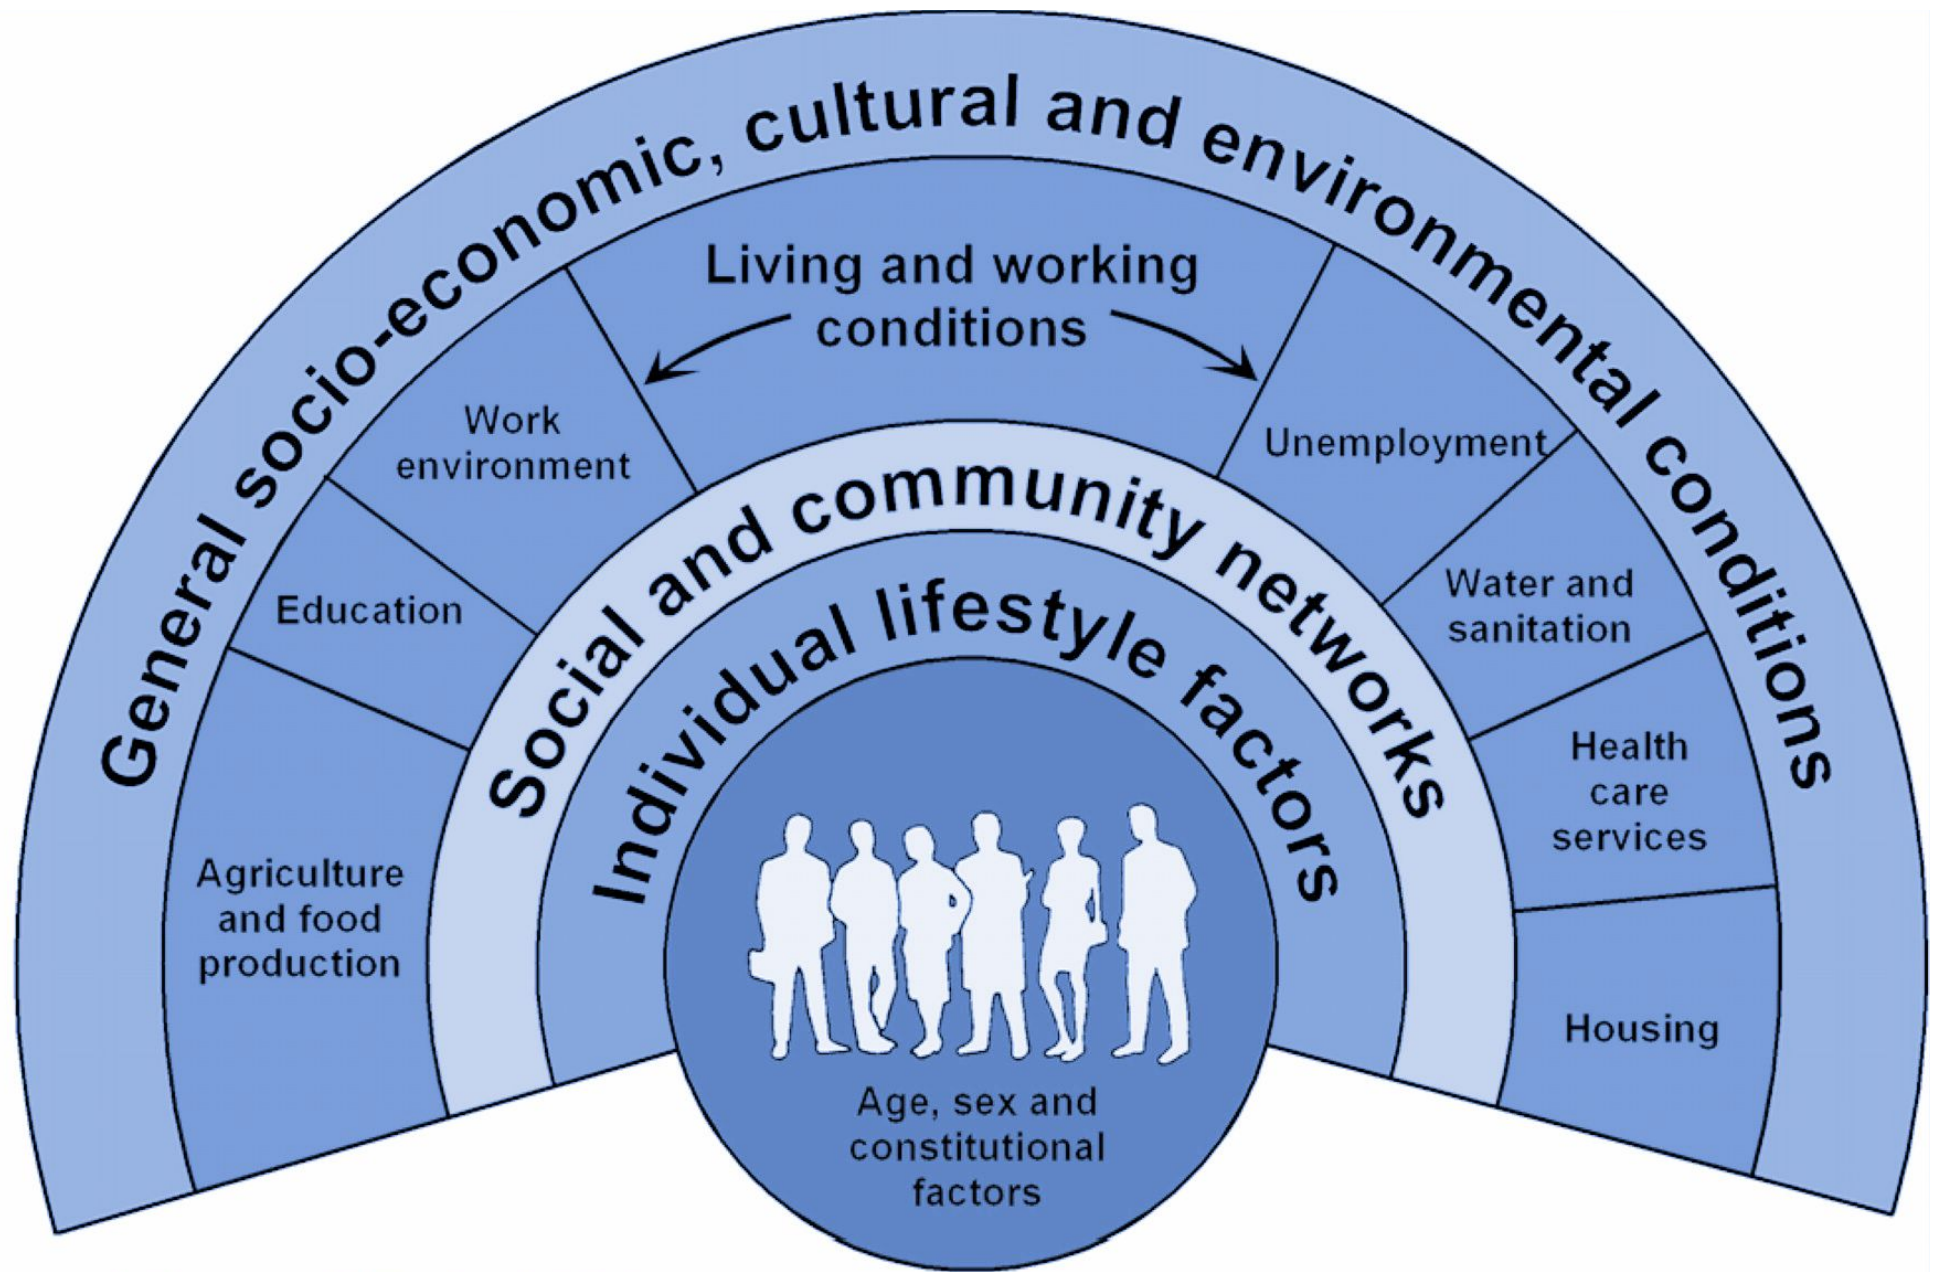 General socio-economic, cultural and environmental conditions
Living and working
conditions
Work
environment
Unemployment
Education
Water and
sanitation
Agriculture
and food
production
Health
care
services
Housing
Social and community networks
Individual lifestyle factors
Age, sex and
constitutional
factors